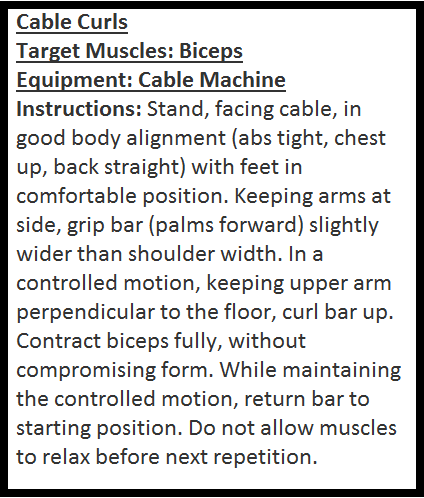 Cable Curls
Target Muscles: Biceps
Equipment: Cable Machine
Instructions: Stand, facing cable, in
good body alignment (abs tight, chest
up, back straight) with feet in
comfortable position. Keeping arms at
side, grip bar (palms forward) slightly
wider than shoulder width. In a
controlled motion, keeping upper arm
perpendicular to the floor, curl bar up.
Contract biceps fully, without
compromising form. While maintaining
the controlled motion, return bar to
starting position. Do not allow muscles
to relax before next repetition.